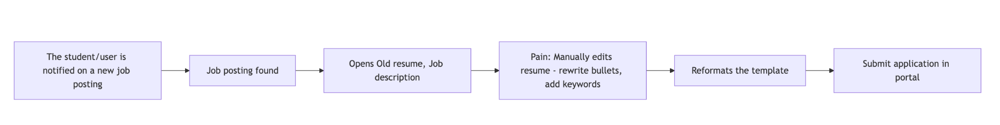 The student/user is
notified on a new job
posting
Job posting found
Opens Old resume, Job
description
Pain: Manually edits
resume - rewrite bullets,
add keywords
Reformats the template
Submit application in
portal